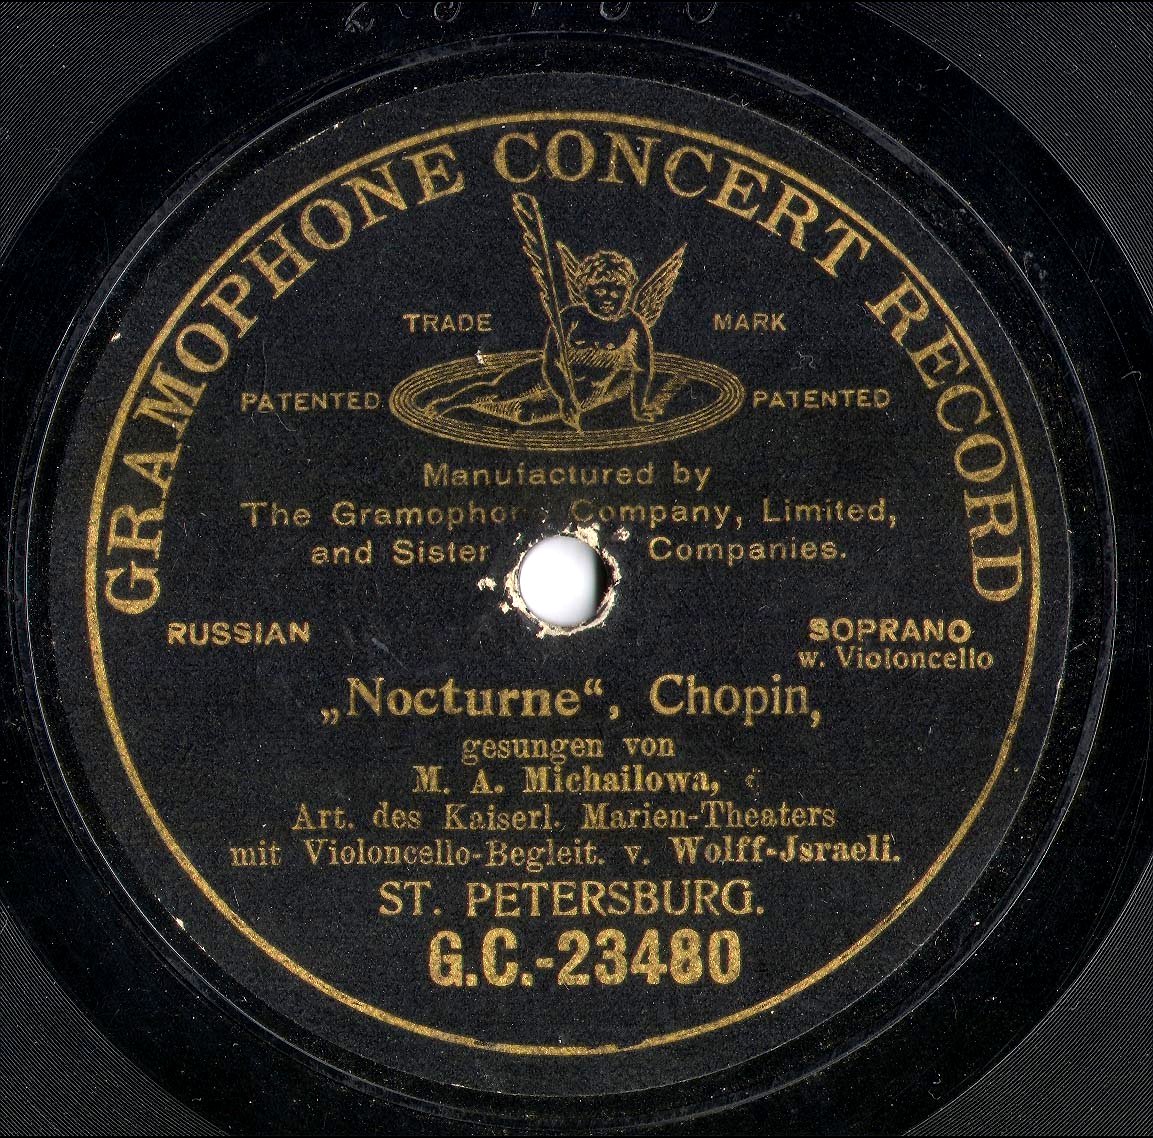 GRAMOPHONE CONCERT RECORD
TRADE MARK
PATENTED PATENTED
Manufactured by
The Gramophone Company, Limited,
and Sister Companies.
RUSSIAN
SOPRANO
w. Violoncello
„Nocturne“, Chopin,
gesungen von
M. A. Michailowa,
Art. des Kaiserl. Marien-Theaters
mit Violoncello-Begleit. v. Wolff-Jsraeli.
ST. PETERSBURG.
G.C.-23480